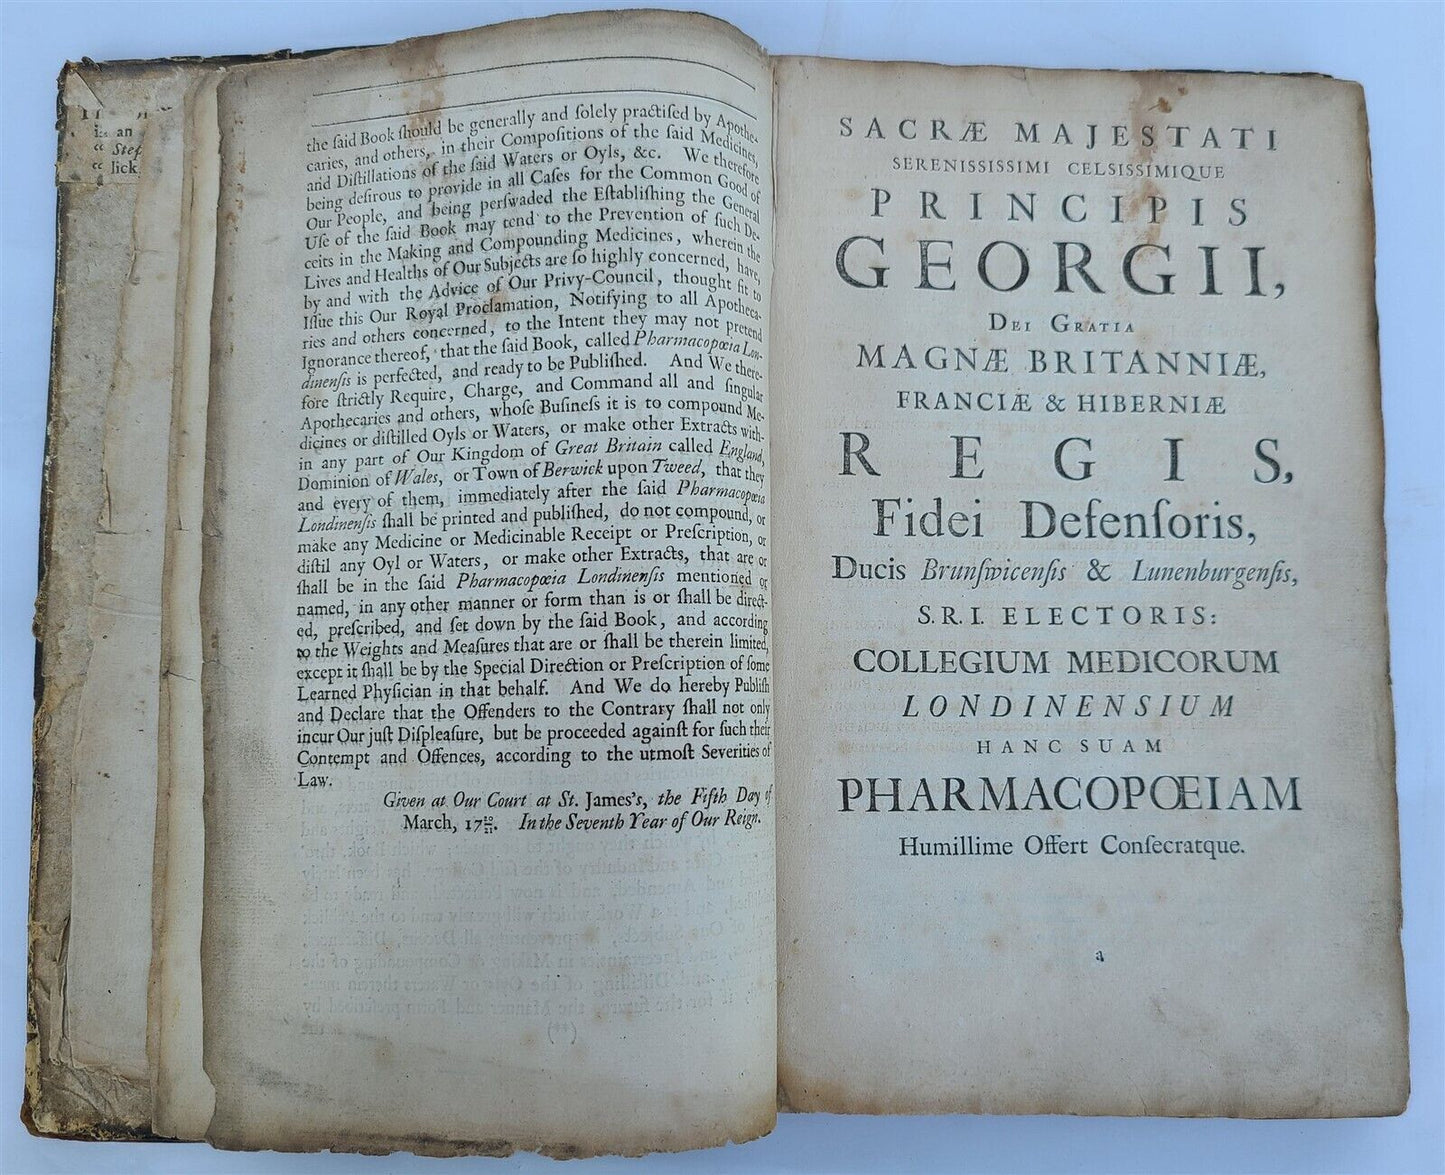 in an
“ Step
“ lick
the ſaid Book ſhould be generally and ſolely practiſed by Apothe-
caries, and others, in their Compoſitions of the ſaid Medicines,
and Diſtillations of the ſaid Waters or Oyls, &c. We therefore
being deſirous to provide in all Caſes for the Common Good of
Our People, and being perſwaded the Eſtabliſhing the General
Uſe of the ſaid Book may tend to the Prevention of ſuch De-
ceits in the Making and Compounding Medicines, wherein the
Lives and Healths of Our Subjects are ſo highly concerned, have,
by and with the Advice of Our Privy-Council, thought fit to
Iſſue this Our Royal Proclamation, Notifying to all Apotheca-
ries and others concerned, to the Intent they may not pretend
Ignorance thereof, that the ſaid Book, called Pharmacopœia Lon-
dinenſis is perfected, and ready to be Publiſhed. And We there-
fore ſtrictly Require, Charge, and Command all and ſingular
Apothecaries and others, whoſe Buſineſs it is to compound Me-
dicines or diſtilled Oyls or Waters, or make other Extracts with-
in any part of Our Kingdom of Great Britain called England,
Dominion of Wales, or Town of Berwick upon Tweed, that they
and every of them, immediately after the ſaid Pharmacopœia
Londinenſis ſhall be printed and publiſhed, do not compound, or
make any Medicine or Medicinable Receipt or Preſcription, or
diſtil any Oyl or Waters, or make other Extracts, that are or
ſhall be in the ſaid Pharmacopœia Londinenſis mentioned or
named, in any other manner or form than is or ſhall be direct-
ed, preſcribed, and ſet down by the ſaid Book, and according
to the Weights and Meaſures that are or ſhall be therein limited,
except it ſhall be by the Special Direction or Preſcription of ſome
Learned Phyſician in that behalf. And We do hereby Publiſh
and Declare that the Offenders to the Contrary ſhall not only
incur Our juſt Diſpleaſure, but be proceeded againſt for ſuch their
Contempt and Offences, according to the utmoſt Severities of
Law.
Given at Our Court at St. James's, the Fifth Day of
March, 17 20/21. In the Seventh Year of Our Reign.
SACRÆ MAJESTATI
SERENISSISSIMI CELSISSIMIQUE
PRINCIPIS
GEORGII,
DEI GRATIA
MAGNÆ BRITANNIÆ,
FRANCIÆ & HIBERNIÆ
REGIS,
Fidei Defenſoris,
Ducis Brunſwicenſis & Lunenburgenſis,
S. R. I. ELECTORIS:
COLLEGIUM MEDICORUM
LONDINENSIUM
HANC SUAM
PHARMACOPŒIAM
Humillime Offert Conſecratque.
a